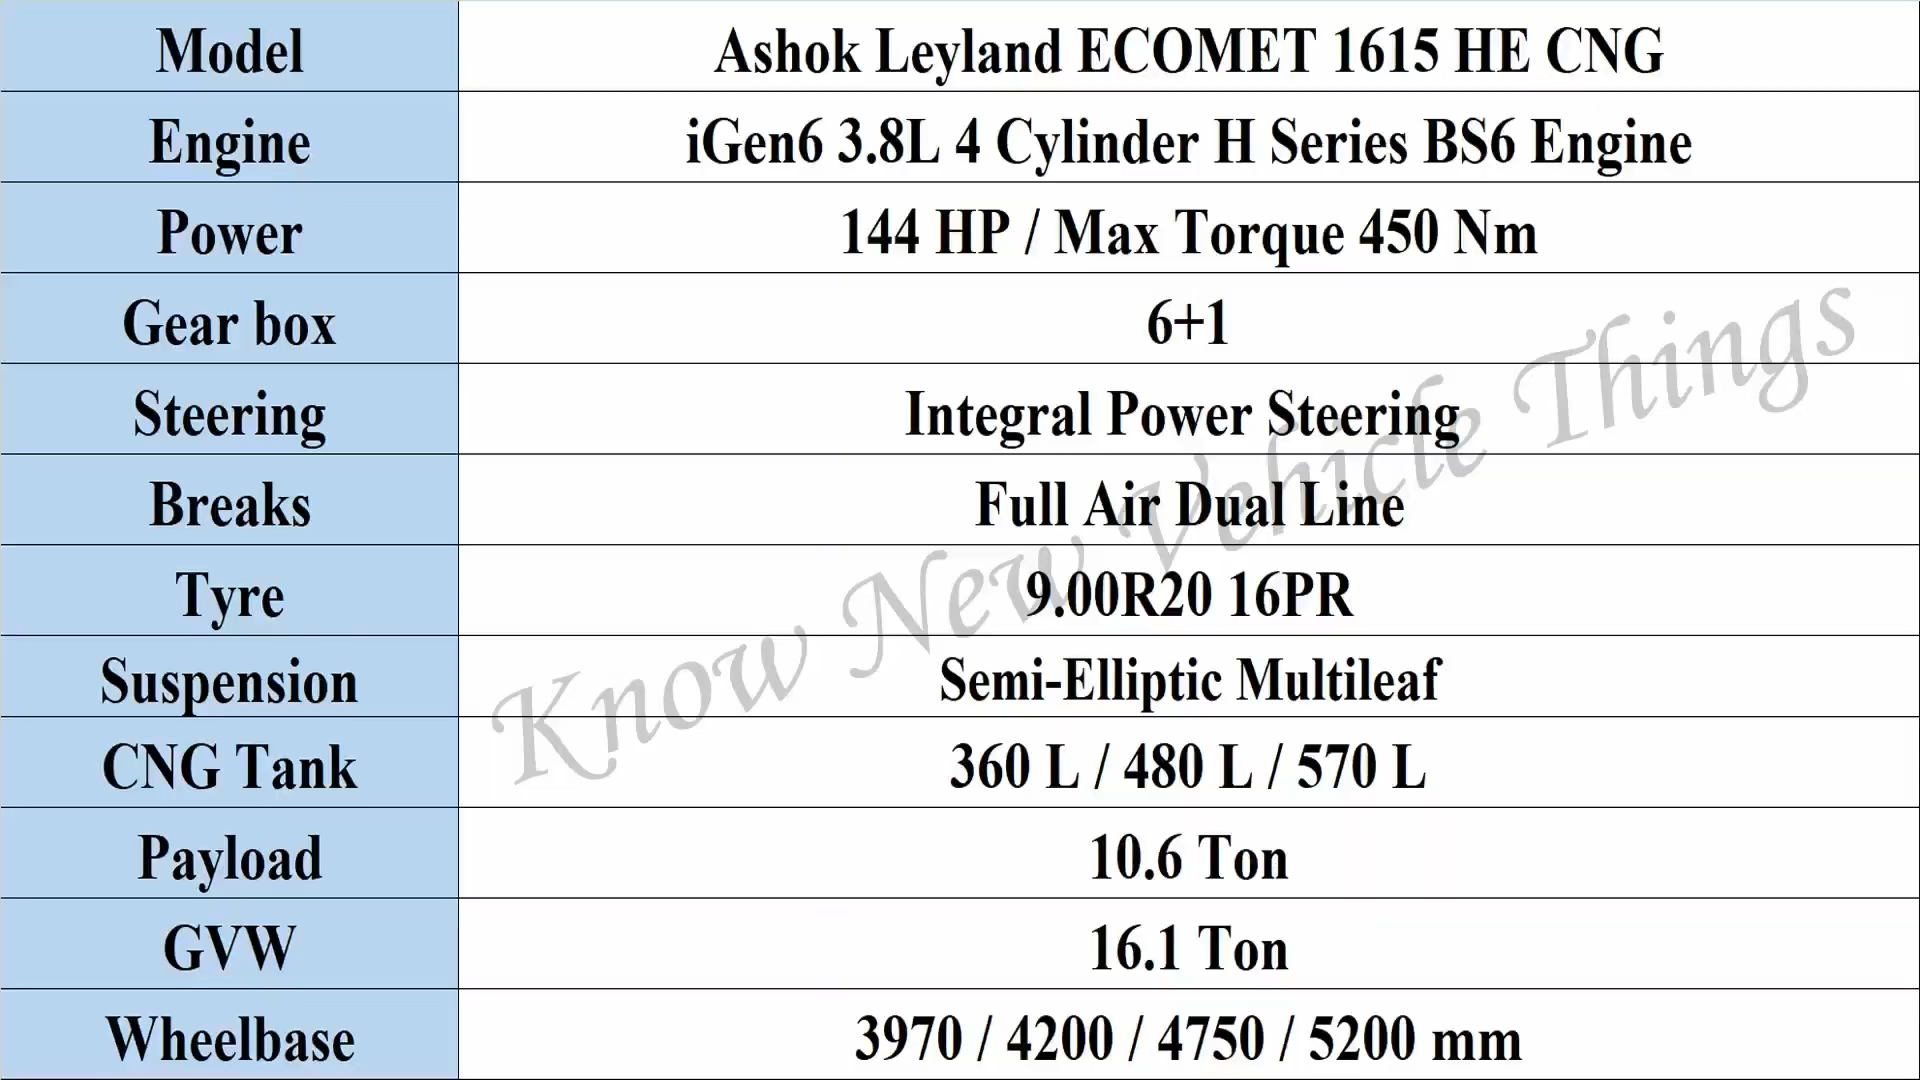 Model Ashok Leyland ECOMET 1615 HE CNG
Engine iGen6 3.8L 4 Cylinder H Series BS6 Engine
Power 144 HP / Max Torque 450 Nm
Gear box 6+1
Steering Integral Power Steering
Breaks Full Air Dual Line
Tyre 9.00R20 16PR
Suspension Semi-Elliptic Multileaf
CNG Tank 360 L / 480 L / 570 L
Payload 10.6 Ton
GVW 16.1 Ton
Wheelbase 3970 / 4200 / 4750 / 5200 mm
Know New Vehicle Things